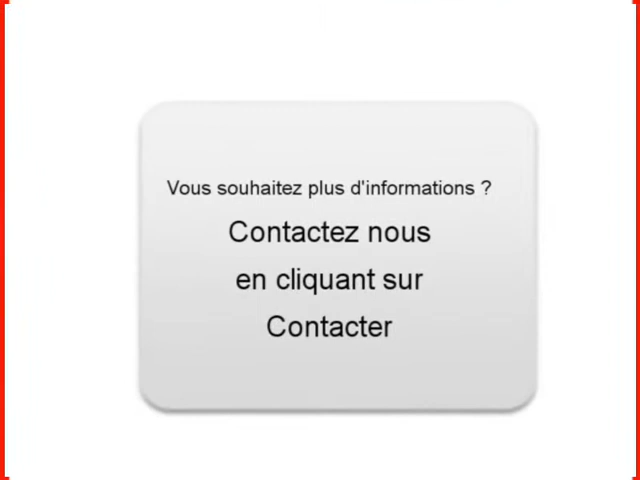 Vous souhaitez plus d'informations ?
Contactez nous
en cliquant sur
Contacter